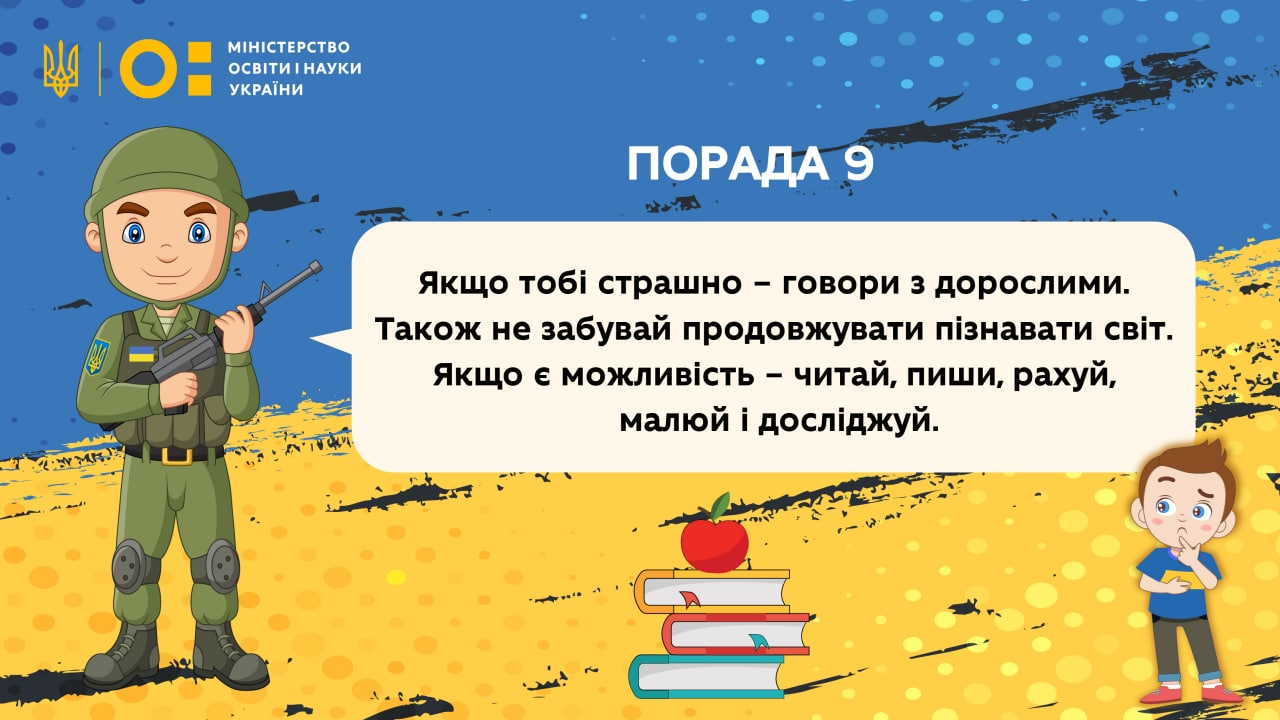 МІНІСТЕРСТВО
ОСВІТИ І НАУКИ
УКРАЇНИ
ПОРАДА 9
Якщо тобі страшно – говори з дорослими.
Також не забувай продовжувати пізнавати світ.
Якщо є можливість – читай, пиши, рахуй,
малюй і досліджуй.